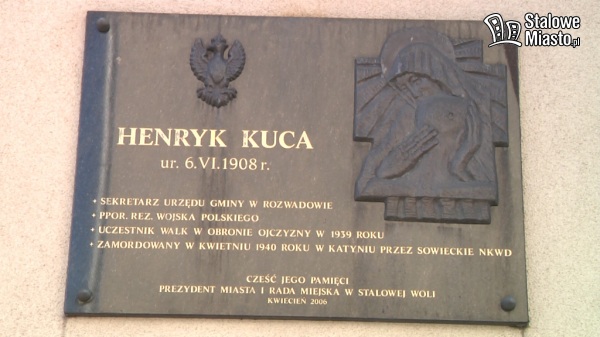 Stalowe
Miasto.pl
HENRYK KUCA
ur. 6.VI.1908 r.
• SEKRETARZ URZĘDU GMINY W ROZWADOWIE
• PPOR. REZ. WOJSKA POLSKIEGO
• UCZESTNIK WALK W OBRONIE OJCZYZNY W 1939 ROKU
• ZAMORDOWANY W KWIETNIU 1940 ROKU W KATYNIU PRZEZ SOWIECKIE NKWD
CZEŚĆ JEGO PAMIĘCI
PREZYDENT MIASTA I RADA MIEJSKA W STALOWEJ WOLI
KWIECIEŃ 2006